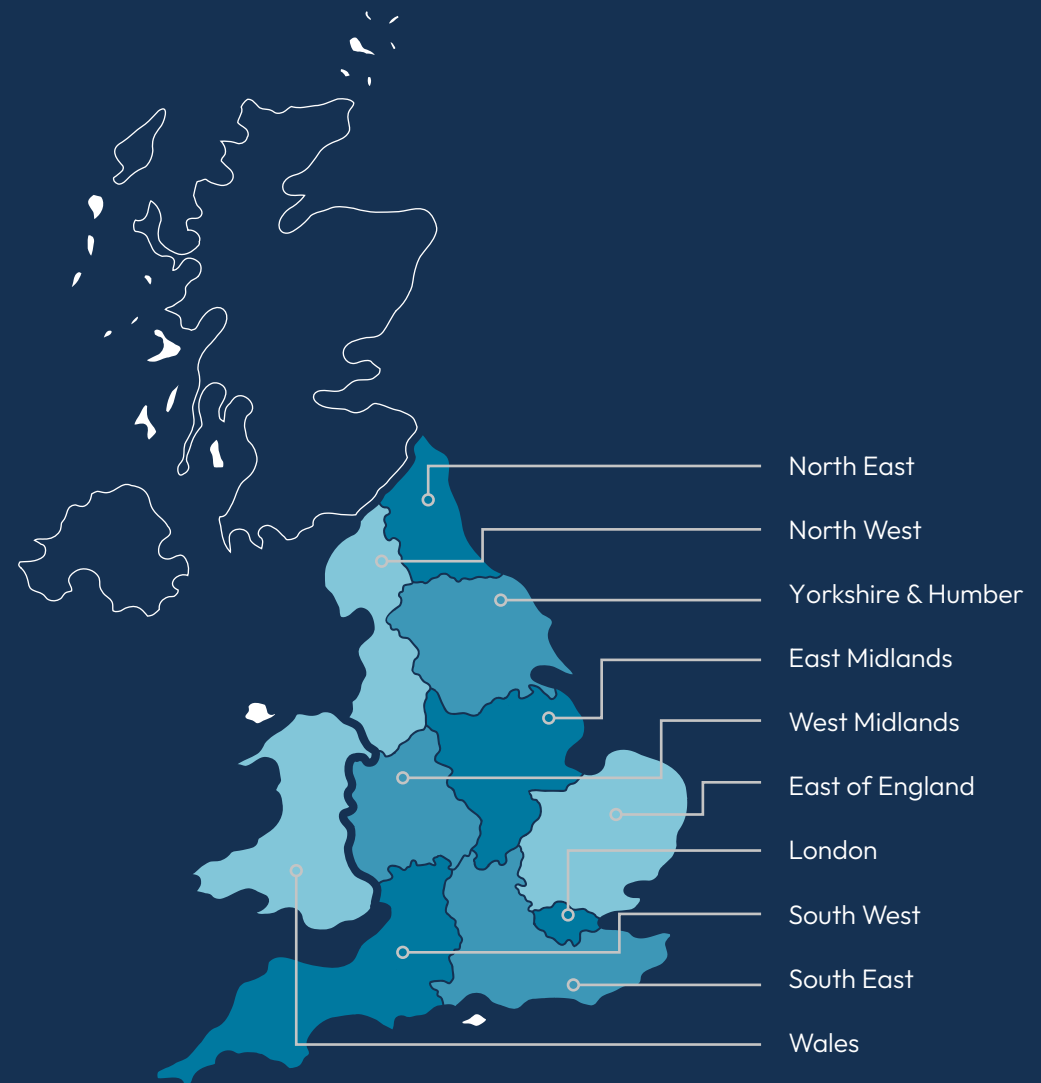 North East
North West
Yorkshire & Humber
East Midlands
West Midlands
East of England
London
South West
South East
Wales